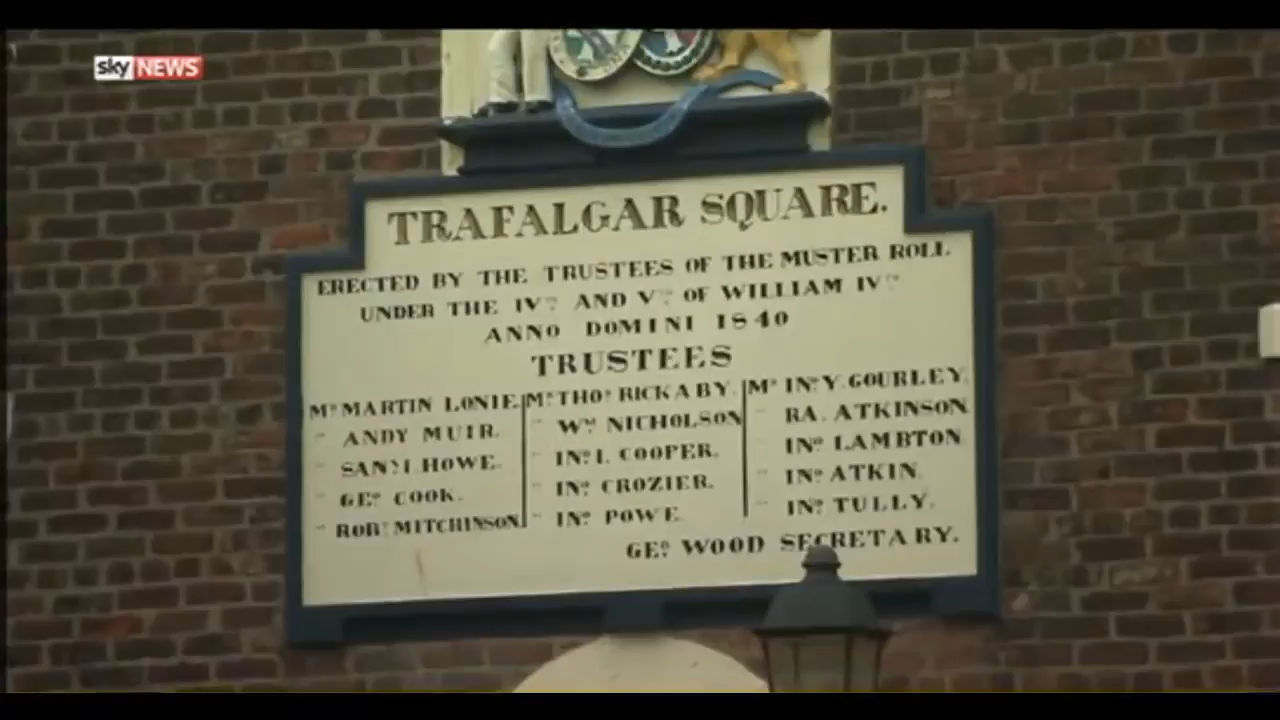 sky NEWS
TRAFALGAR SQUARE.
ERECTED BY THE TRUSTEES OF THE MUSTER ROLL
UNDER THE IVTH AND VTH OF WILLIAM IVTH
ANNO DOMINI 1840
TRUSTEES
Mr MARTIN LONIE.
" ANDY MUIR.
" SAML HOWE.
" GEO COOK.
" ROBT MITCHINSON.
Mr THOS RICKABY.
" WM NICHOLSON
" JNO L. COOPER.
" JNO CROZIER.
" JNO POWE.
Mr JNO Y. GOURLEY.
" RA. ATKINSON
" JNO LAMBTON
" JNO ATKIN.
" JNO TULLY.
GEO WOOD SECRETARY.